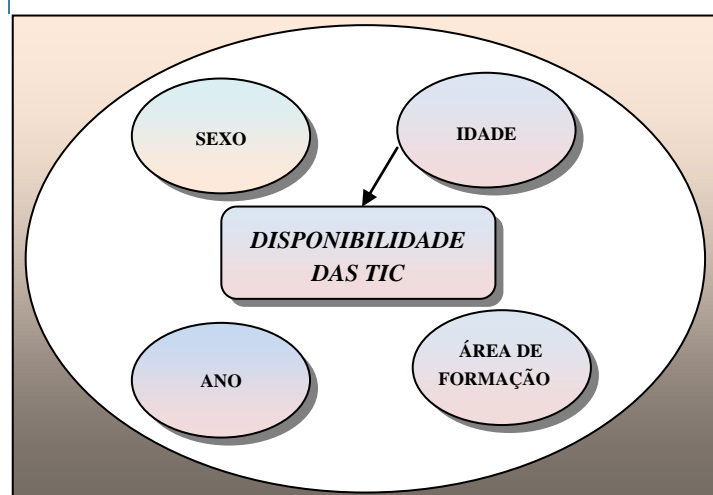 SEXO
IDADE
DISPONIBILIDADE
DAS TIC
ANO
ÁREA DE
FORMAÇÃO